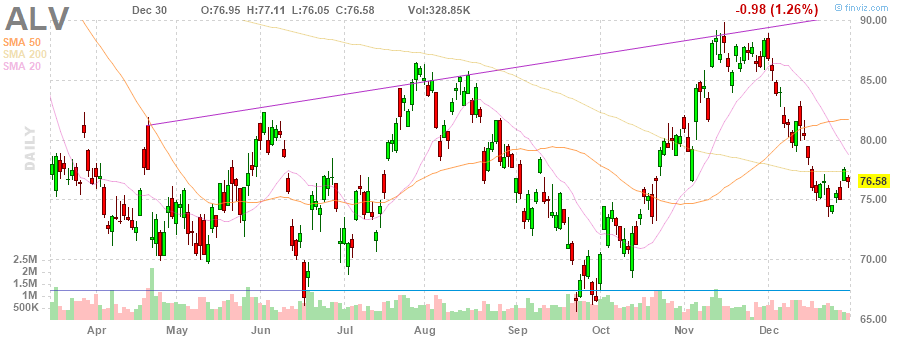 ALV Dec 30 O:76.95 H:77.11 L:76.05 C:76.58 Vol:328.85K -0.98 (1.26%) @ finviz.com
SMA 50
SMA 200
SMA 20
DAILY
90.00
85.00
80.00
76.58
75.00
70.00
65.00
2.5M
2M
1.5M
1M
500K
Apr May Jun Jul Aug Sep Oct Nov Dec